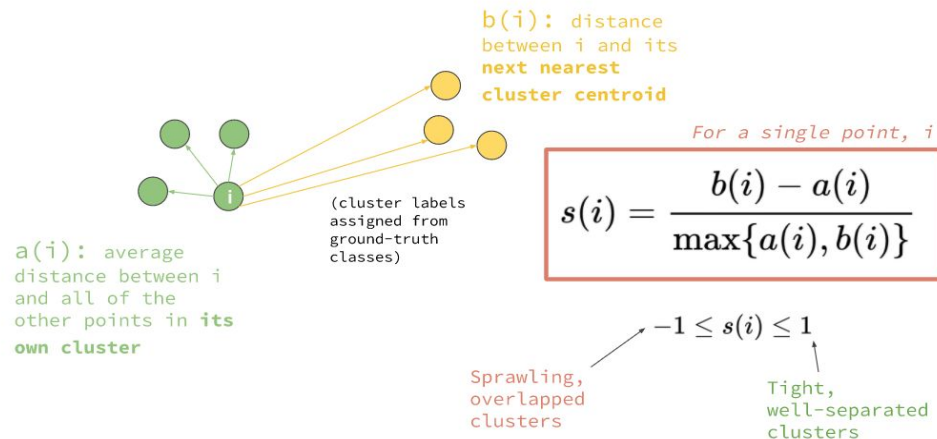 b(i): distance
between i and its
next nearest
cluster centroid
For a single point, i
i
(cluster labels
assigned from
ground-truth
classes)
s(i) = \frac{b(i) - a(i)}{\max\{a(i), b(i)\}}
a(i): average
distance between i
and all of the
other points in its
own cluster
-1 ≤ s(i) ≤ 1
Sprawling,
overlapped
clusters
Tight,
well-separated
clusters